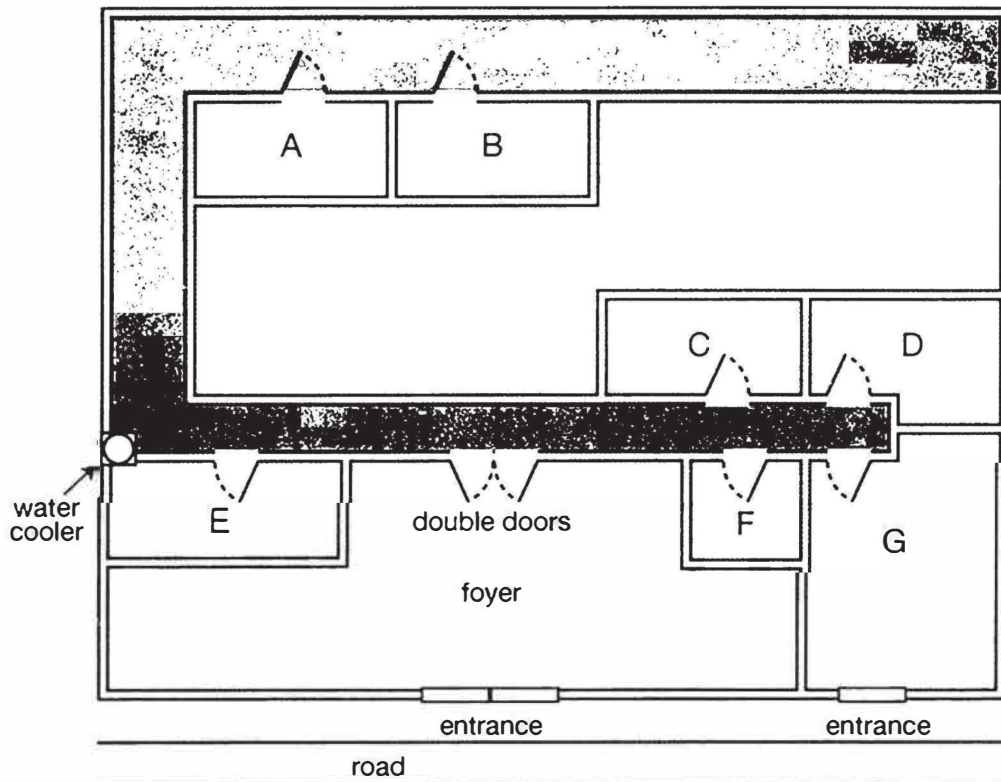 A
B
C
D
E
F
G
water
cooler
double doors
foyer
entrance
entrance
road